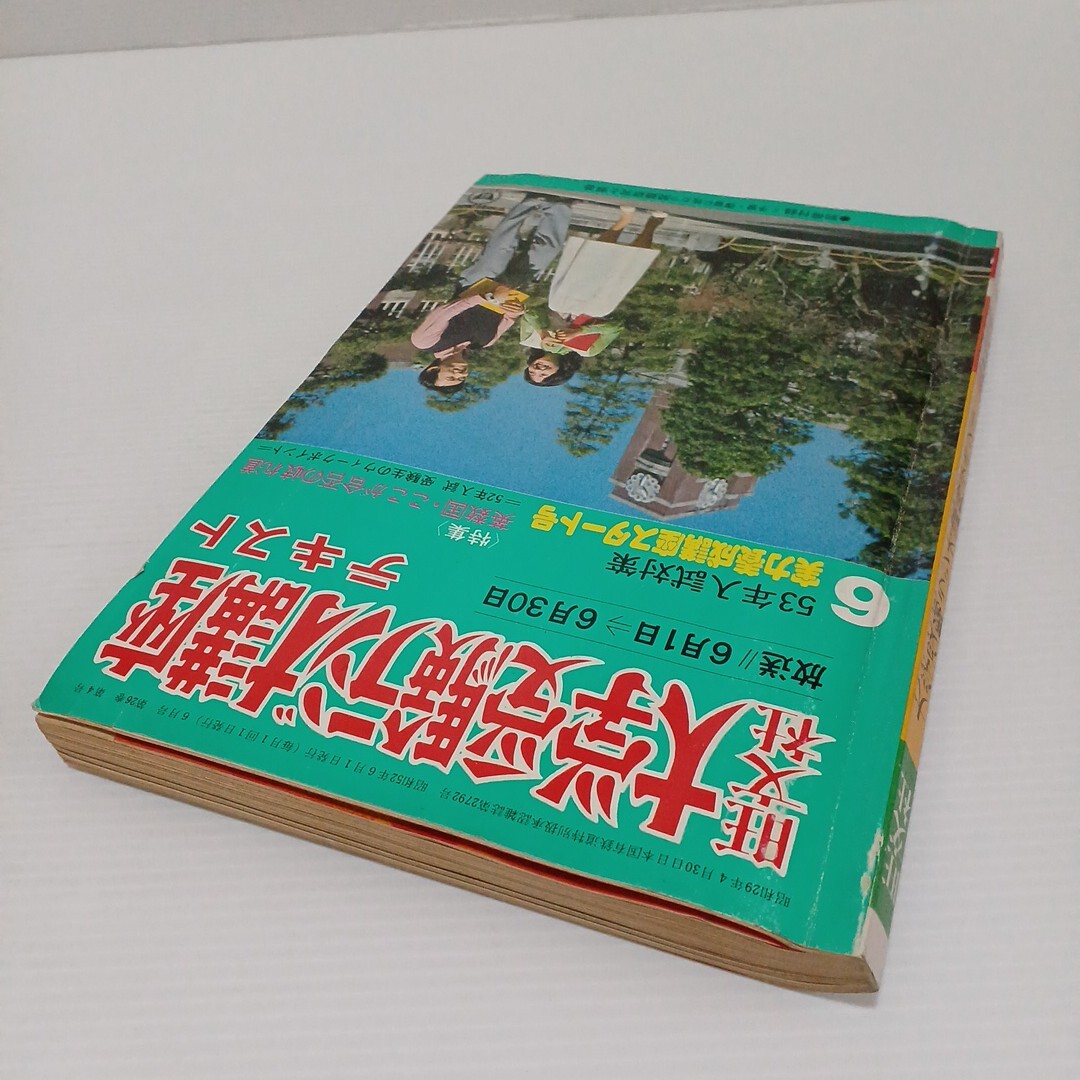 昭和29年4月30日日本国有鉄道特別扱承認雑誌第2792号 昭和52年6月1日発行(毎月1回1日発行)6月号 第26巻 第4号
旺文社
大学受験ラジオ講座
テキスト
放送//6月1日⇨6月30日
6
53年入試対策
実力養成講座スタート号
〈特集〉
英数国・ここが合否の岐れ道
=52年入試 受験生のウィークポイント=
旺文社